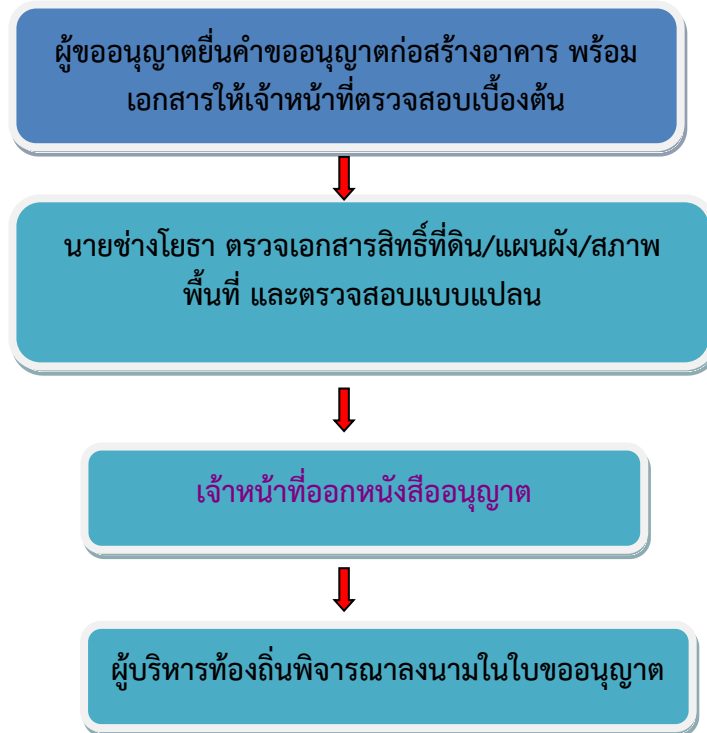 ผู้ขออนุญาตยื่นคำขออนุญาตก่อสร้างอาคาร พร้อม
เอกสารให้เจ้าหน้าที่ตรวจสอบเบื้องต้น
นายช่างโยธา ตรวจเอกสารสิทธิ์ที่ดิน/แผนผัง/สภาพ
พื้นที่ และตรวจสอบแบบแปลน
เจ้าหน้าที่ออกหนังสืออนุญาต
ผู้บริหารท้องถิ่นพิจารณาลงนามในใบขออนุญาต